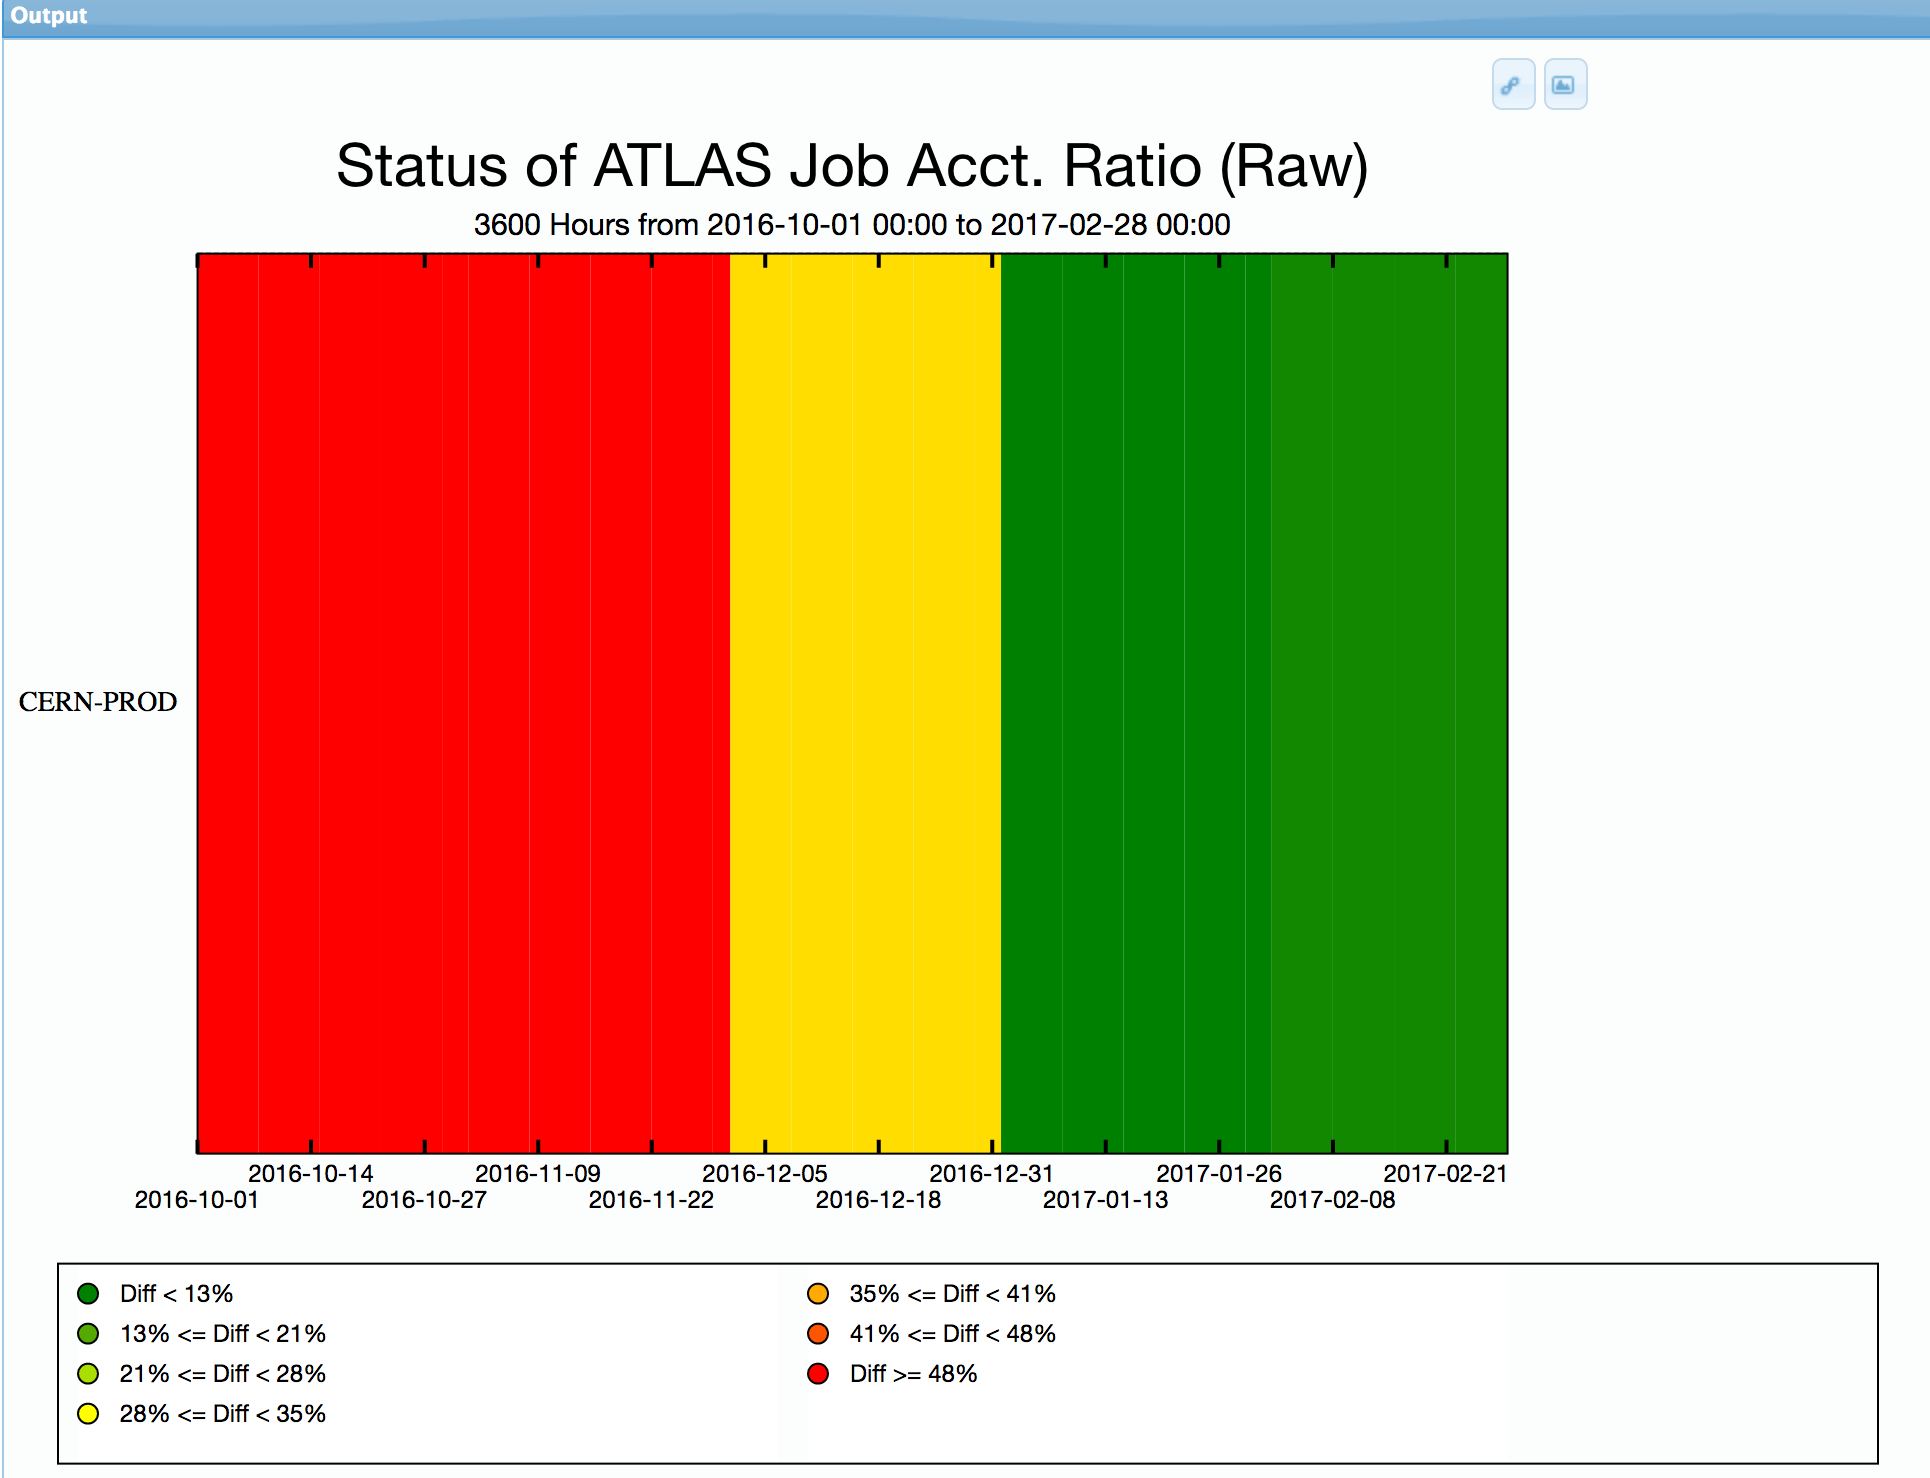 Output
Status of ATLAS Job Acct. Ratio (Raw)
3600 Hours from 2016-10-01 00:00 to 2017-02-28 00:00
CERN-PROD
2016-10-14 2016-11-09 2016-12-05 2016-12-31 2017-01-26 2017-02-21
2016-10-01 2016-10-27 2016-11-22 2016-12-18 2017-01-13 2017-02-08
Diff < 13%
13% <= Diff < 21%
21% <= Diff < 28%
28% <= Diff < 35%
35% <= Diff < 41%
41% <= Diff < 48%
Diff >= 48%